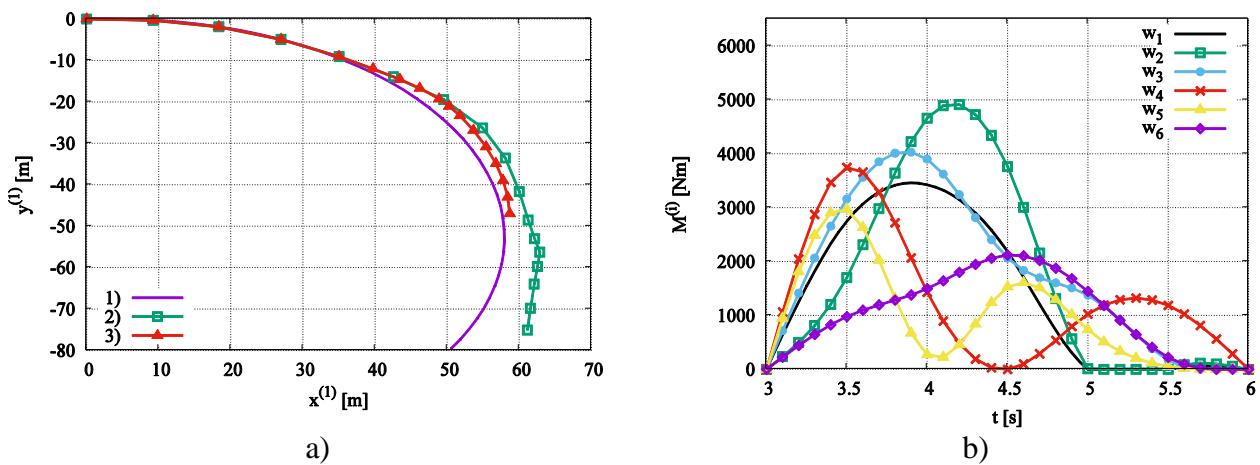 0
-10
-20
-30
-40
-50
-60
-70
-80
y(1) [m]
1)
2)
3)
0 10 20 30 40 50 60 70
x(1) [m]
a)
6000
5000
4000
3000
2000
1000
0
M(i) [Nm]
w1
w2
w3
w4
w5
w6
3 3.5 4 4.5 5 5.5 6
t [s]
b)